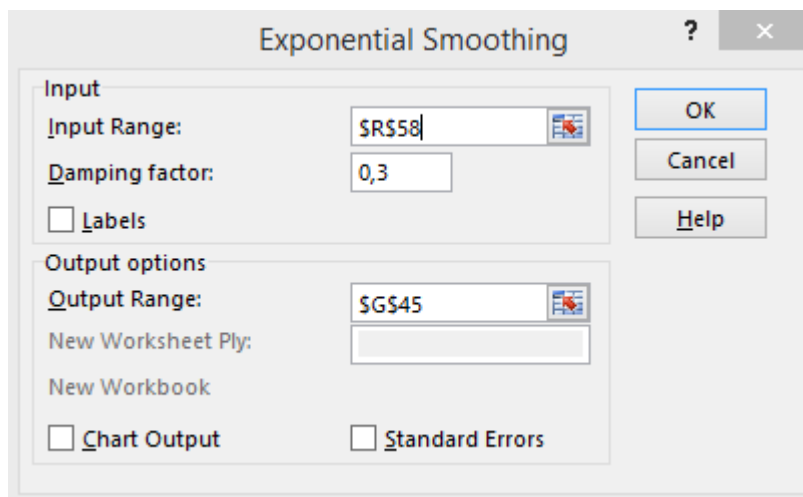 Exponential Smoothing ? ×
Input
Input Range: $R$58 OK
Damping factor: 0,3 Cancel
Labels Help
Output options
Output Range: $G$45
New Worksheet Ply:
New Workbook
Chart Output Standard Errors